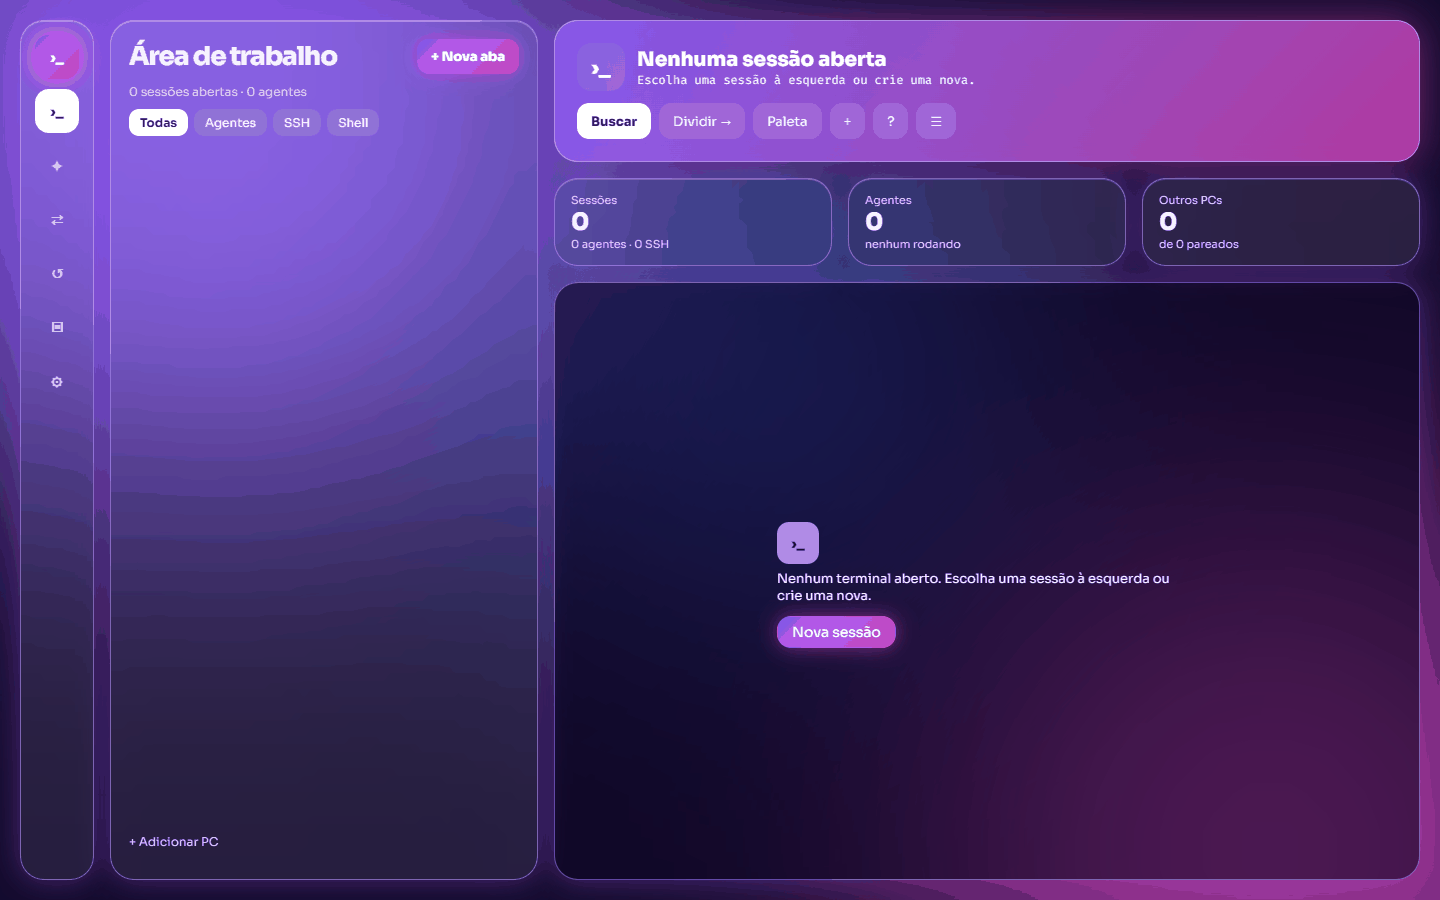 ›_
›_
✦
⇄
↺
⚙
Área de trabalho
+ Nova aba
0 sessões abertas · 0 agentes
Todas
Agentes
SSH
Shell
+ Adicionar PC
›_
Nenhuma sessão aberta
Escolha uma sessão à esquerda ou crie uma nova.
Buscar
Dividir →
Paleta
+
?
☰
Sessões
0
0 agentes · 0 SSH
Agentes
0
nenhum rodando
Outros PCs
0
de 0 pareados
›_
Nenhum terminal aberto. Escolha uma sessão à esquerda ou
crie uma nova.
Nova sessão